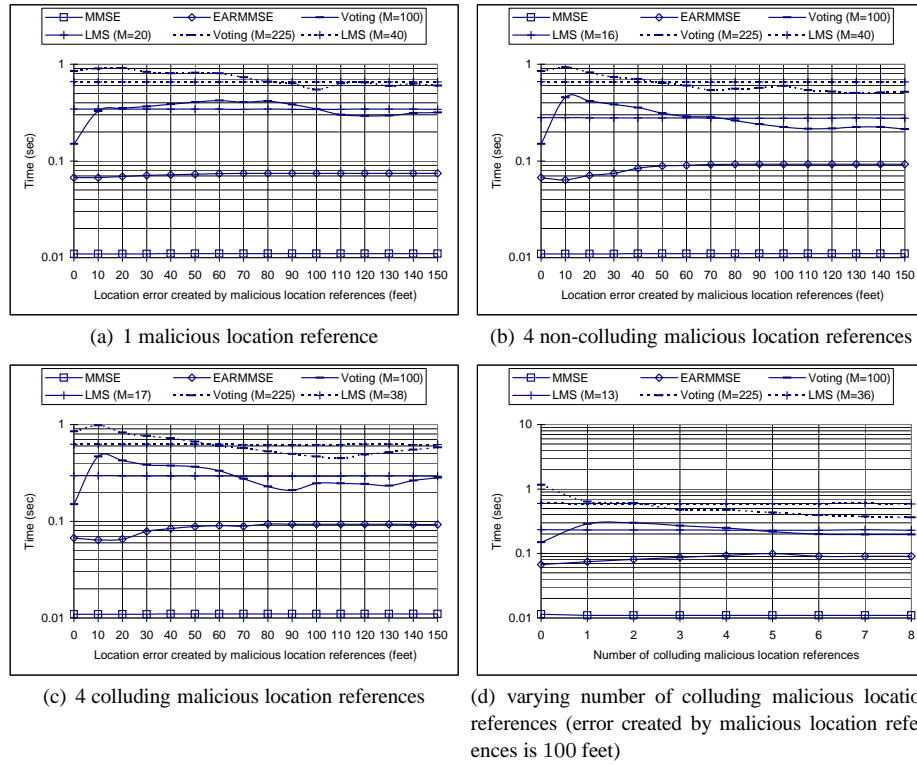 MMSE EARMMSE Voting (M=100)
LMS (M=20) Voting (M=225) LMS (M=40)
1
0.1
0.01
Time (sec)
0 10 20 30 40 50 60 70 80 90 100 110 120 130 140 150
Location error created by malicious location references (feet)
(a) 1 malicious location reference
MMSE EARMMSE Voting (M=100)
LMS (M=16) Voting (M=225) LMS (M=40)
1
0.1
0.01
Time (sec)
0 10 20 30 40 50 60 70 80 90 100 110 120 130 140 150
Location error created by malicious location references (feet)
(b) 4 non-colluding malicious location references
MMSE EARMMSE Voting (M=100)
LMS (M=17) Voting (M=225) LMS (M=38)
1
0.1
0.01
Time (sec)
0 10 20 30 40 50 60 70 80 90 100 110 120 130 140 150
Location error created by malicious location references (feet)
(c) 4 colluding malicious location references
MMSE EARMMSE Voting (M=100)
LMS (M=13) Voting (M=225) LMS (M=36)
10
1
0.1
0.01
Time (sec)
0 1 2 3 4 5 6 7 8
Number of colluding malicious location references
(d) varying number of colluding malicious locatio
references (error created by malicious location refe
ences is 100 feet)